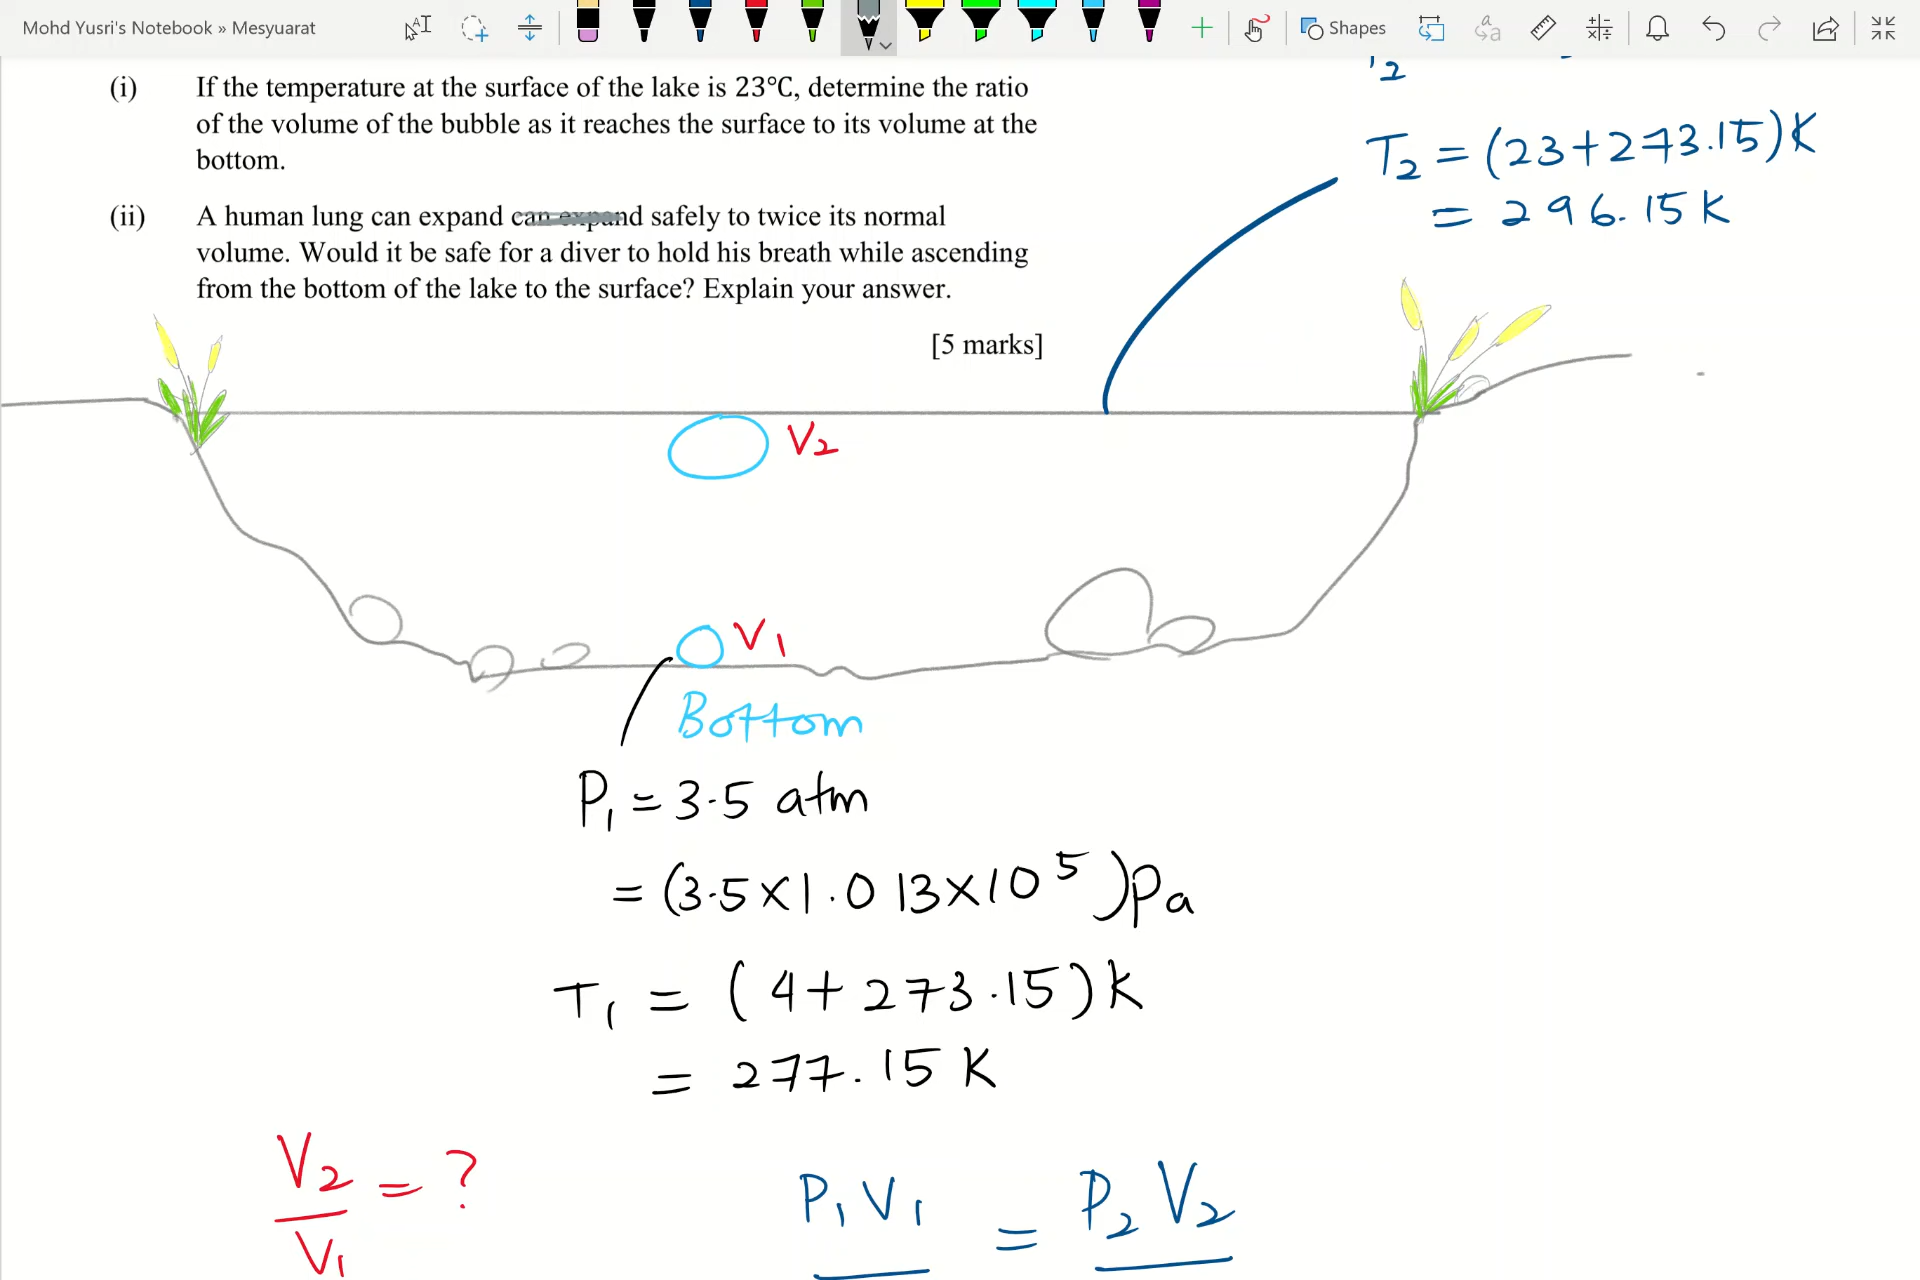 Mohd Yusri's Notebook » Mesyuarat
Shapes
(i) If the temperature at the surface of the lake is 23°C, determine the ratio
of the volume of the bubble as it reaches the surface to its volume at the
bottom.
(ii) A human lung can expand can expand safely to twice its normal
volume. Would it be safe for a diver to hold his breath while ascending
from the bottom of the lake to the surface? Explain your answer.
[5 marks]
T₂ = (23+273.15)K
= 296.15 K
V₂
V₁
Bottom
P₁ = 3.5 atm
= (3.5×1.013×10⁵)Pa
T₁ = (4+273.15)K
= 277.15 K
V₂/V₁ = ?
P₁V₁ = P₂V₂